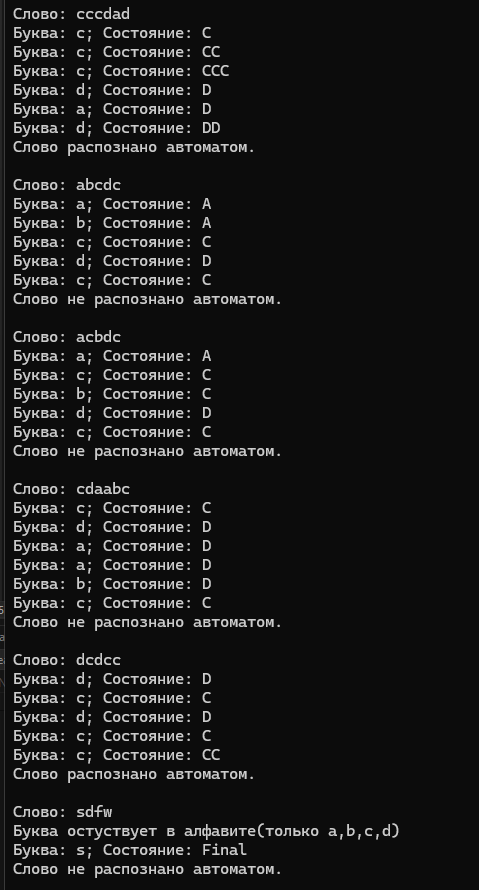 Слово: cccdad
Буква: c; Состояние: C
Буква: c; Состояние: CC
Буква: c; Состояние: CCC
Буква: d; Состояние: D
Буква: a; Состояние: D
Буква: d; Состояние: DD
Слово распознано автоматом.
Слово: abcdc
Буква: a; Состояние: A
Буква: b; Состояние: A
Буква: c; Состояние: C
Буква: d; Состояние: D
Буква: c; Состояние: C
Слово не распознано автоматом.
Слово: acbdc
Буква: a; Состояние: A
Буква: c; Состояние: C
Буква: b; Состояние: C
Буква: d; Состояние: D
Буква: c; Состояние: C
Слово не распознано автоматом.
Слово: cdaabc
Буква: c; Состояние: C
Буква: d; Состояние: D
Буква: a; Состояние: D
Буква: a; Состояние: D
Буква: b; Состояние: D
Буква: c; Состояние: C
Слово не распознано автоматом.
Слово: dcdcc
Буква: d; Состояние: D
Буква: c; Состояние: C
Буква: d; Состояние: D
Буква: c; Состояние: C
Буква: c; Состояние: CC
Слово распознано автоматом.
Слово: sdfw
Буква остуствует в алфавите(только a,b,c,d)
Буква: s; Состояние: Final
Слово не распознано автоматом.